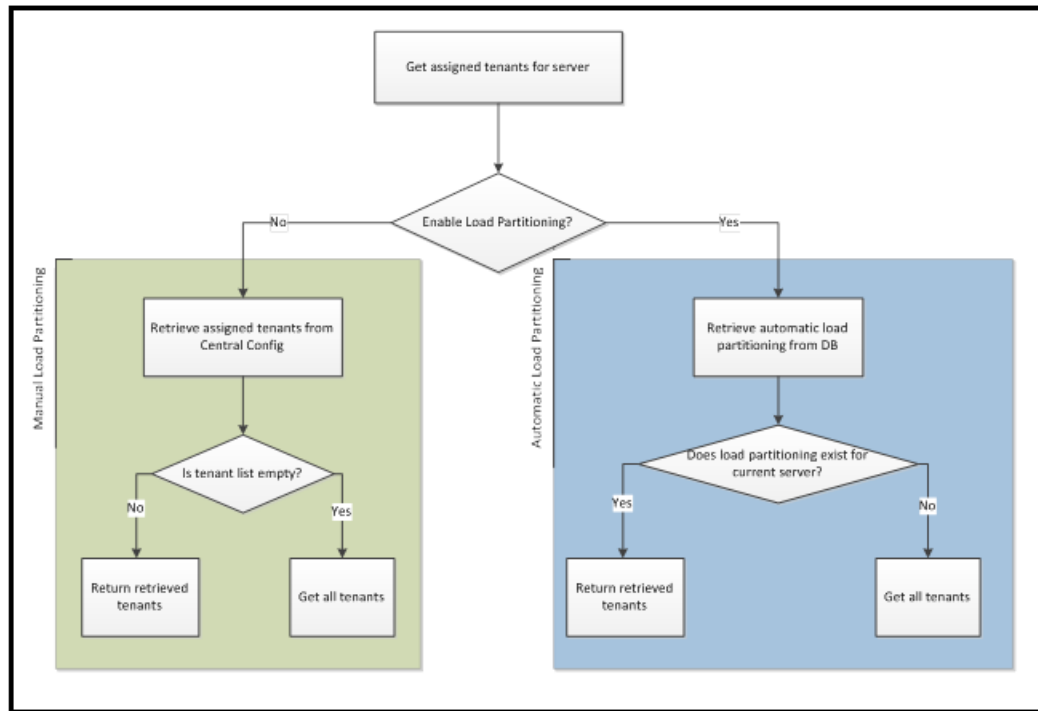 Get assigned tenants for server
Enable Load Partitioning?
No
Yes
Manual Load Partitioning
Retrieve assigned tenants from
Central Config
Is tenant list empty?
No
Yes
Return retrieved
tenants
Get all tenants
Automatic Load Partitioning
Retrieve automatic load
partitioning from DB
Does load partitioning exist for
current server?
Yes
No
Return retrieved
tenants
Get all tenants